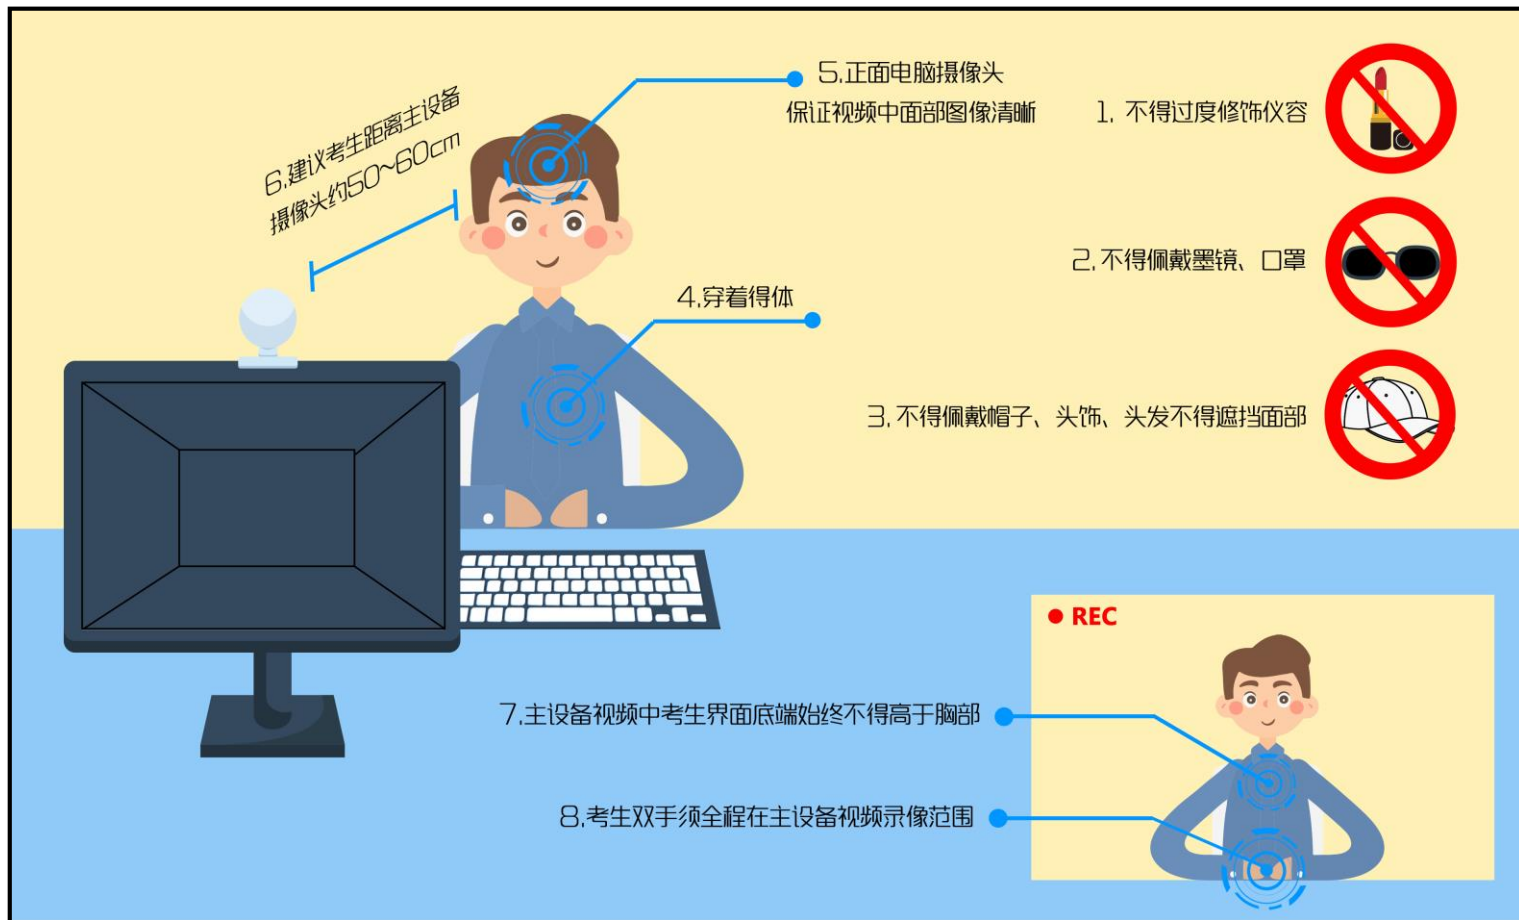 1. 不得过度修饰仪容
2. 不得佩戴墨镜、口罩
3. 不得佩戴帽子、头饰、头发不得遮挡面部
4.穿着得体
5.正面电脑摄像头
保证视频中面部图像清晰
6.建议考生距离主设备
摄像头约50~60cm
REC
7.主设备视频中考生界面底端始终不得高于胸部
8.考生双手须全程在主设备视频录像范围